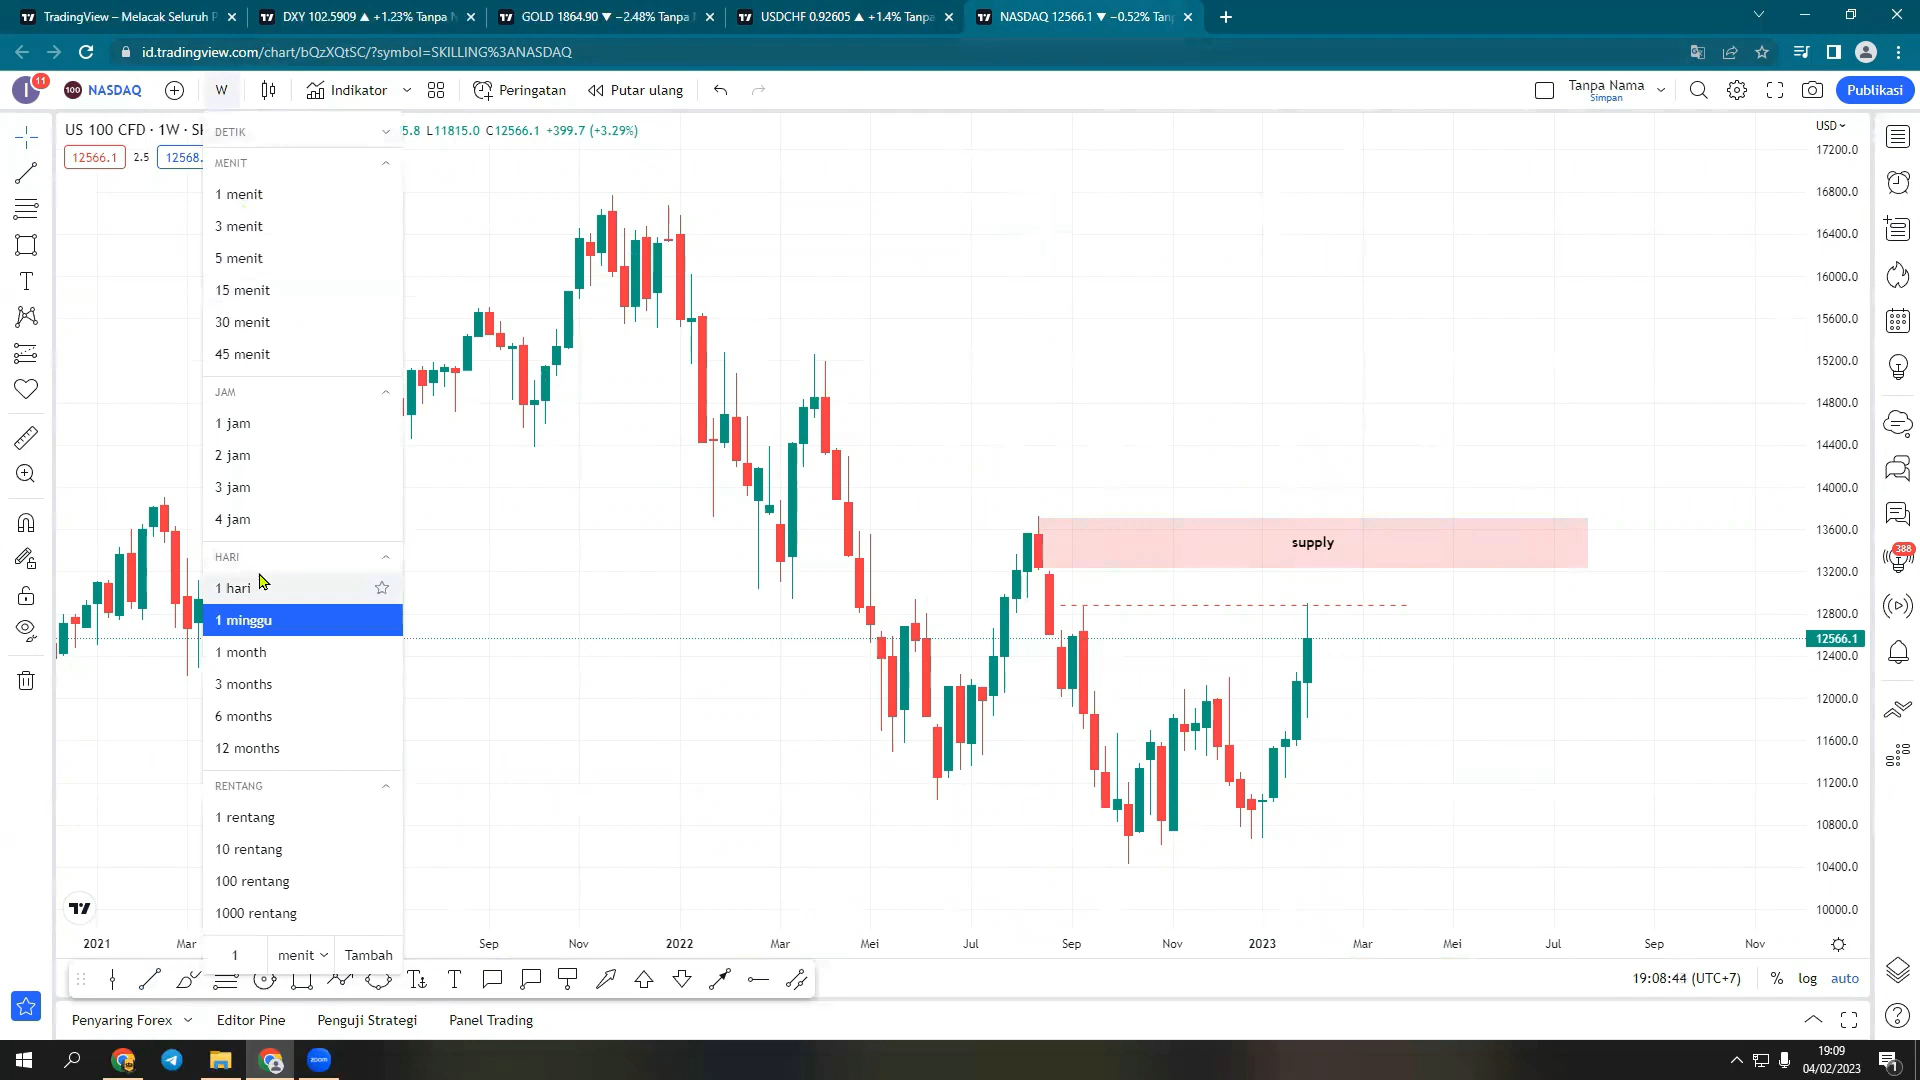 TradingView – Melacak Seluruh P
DXY 102.5909 ▲ +1.23% Tanpa N
GOLD 1864.90 ▼ −2.48% Tanpa
USDCHF 0.92605 ▲ +1.4% Tanpa
NASDAQ 12566.1 ▼ −0.52% Tan
id.tradingview.com/chart/bQzXQtSC/?symbol=SKILLING%3ANASDAQ
I
11
100
NASDAQ
W
Indikator
Peringatan
Putar ulang
Tanpa Nama
Simpan
Publikasi
US 100 CFD · 1W · SK
5.8 L11815.0 C12566.1 +399.7 (+3.29%)
12566.1
2.5
12568.
DETIK
MENIT
1 menit
3 menit
5 menit
15 menit
30 menit
45 menit
JAM
1 jam
2 jam
3 jam
4 jam
HARI
1 hari
1 minggu
1 month
3 months
6 months
12 months
RENTANG
1 rentang
10 rentang
100 rentang
1000 rentang
1
menit
Tambah
supply
USD
17200.0
16800.0
16400.0
16000.0
15600.0
15200.0
14800.0
14400.0
14000.0
13600.0
13200.0
12800.0
12566.1
12400.0
12000.0
11600.0
11200.0
10800.0
10400.0
10000.0
388
2021
Mar
Sep
Nov
2022
Mar
Mei
Jul
Sep
Nov
2023
Mar
Mei
Jul
Sep
Nov
19:08:44 (UTC+7)
%
log
auto
Penyaring Forex
Editor Pine
Penguji Strategi
Panel Trading
zoom
19:09
04/02/2023
1